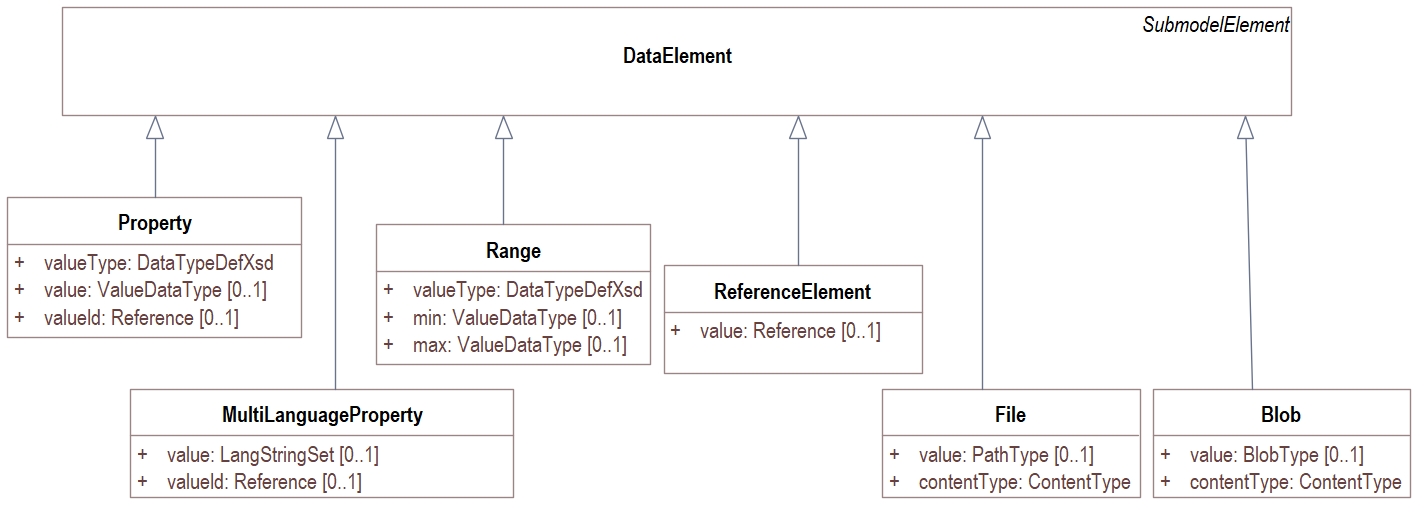 SubmodelElement
DataElement
Property
+ valueType: DataTypeDefXsd
+ value: ValueDataType [0..1]
+ valueId: Reference [0..1]
Range
+ valueType: DataTypeDefXsd
+ min: ValueDataType [0..1]
+ max: ValueDataType [0..1]
ReferenceElement
+ value: Reference [0..1]
MultiLanguageProperty
+ value: LangStringSet [0..1]
+ valueId: Reference [0..1]
File
+ value: PathType [0..1]
+ contentType: ContentType
Blob
+ value: BlobType [0..1]
+ contentType: ContentType